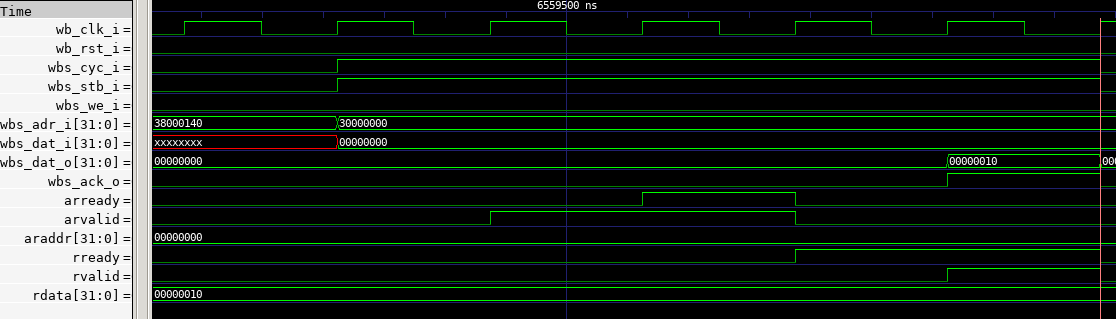 6559500 ns
Time
wb_clk_i=
wb_rst_i=
wbs_cyc_i=
wbs_stb_i=
wbs_we_i=
wbs_adr_i[31:0]= 38000140 30000000
wbs_dat_i[31:0]= xxxxxxxx 00000000
wbs_dat_o[31:0]= 00000000 00000010 000
wbs_ack_o=
arready=
arvalid=
araddr[31:0]= 00000000
rready=
rvalid=
rdata[31:0]= 00000010